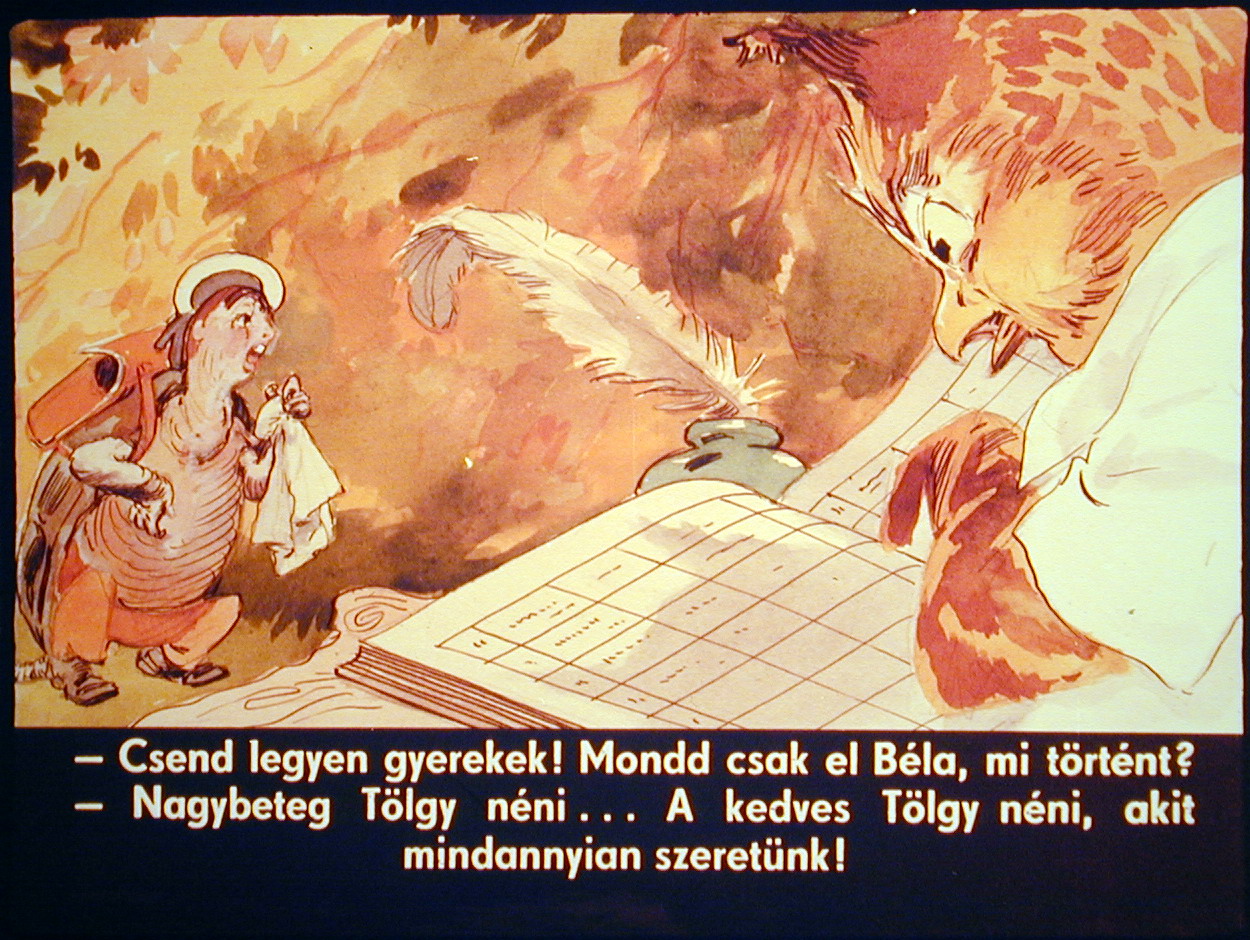 – Csend legyen gyerekek! Mondd csak el Béla, mi történt?
– Nagybeteg Tölgy néni... A kedves Tölgy néni, akit
mindannyian szeretünk!